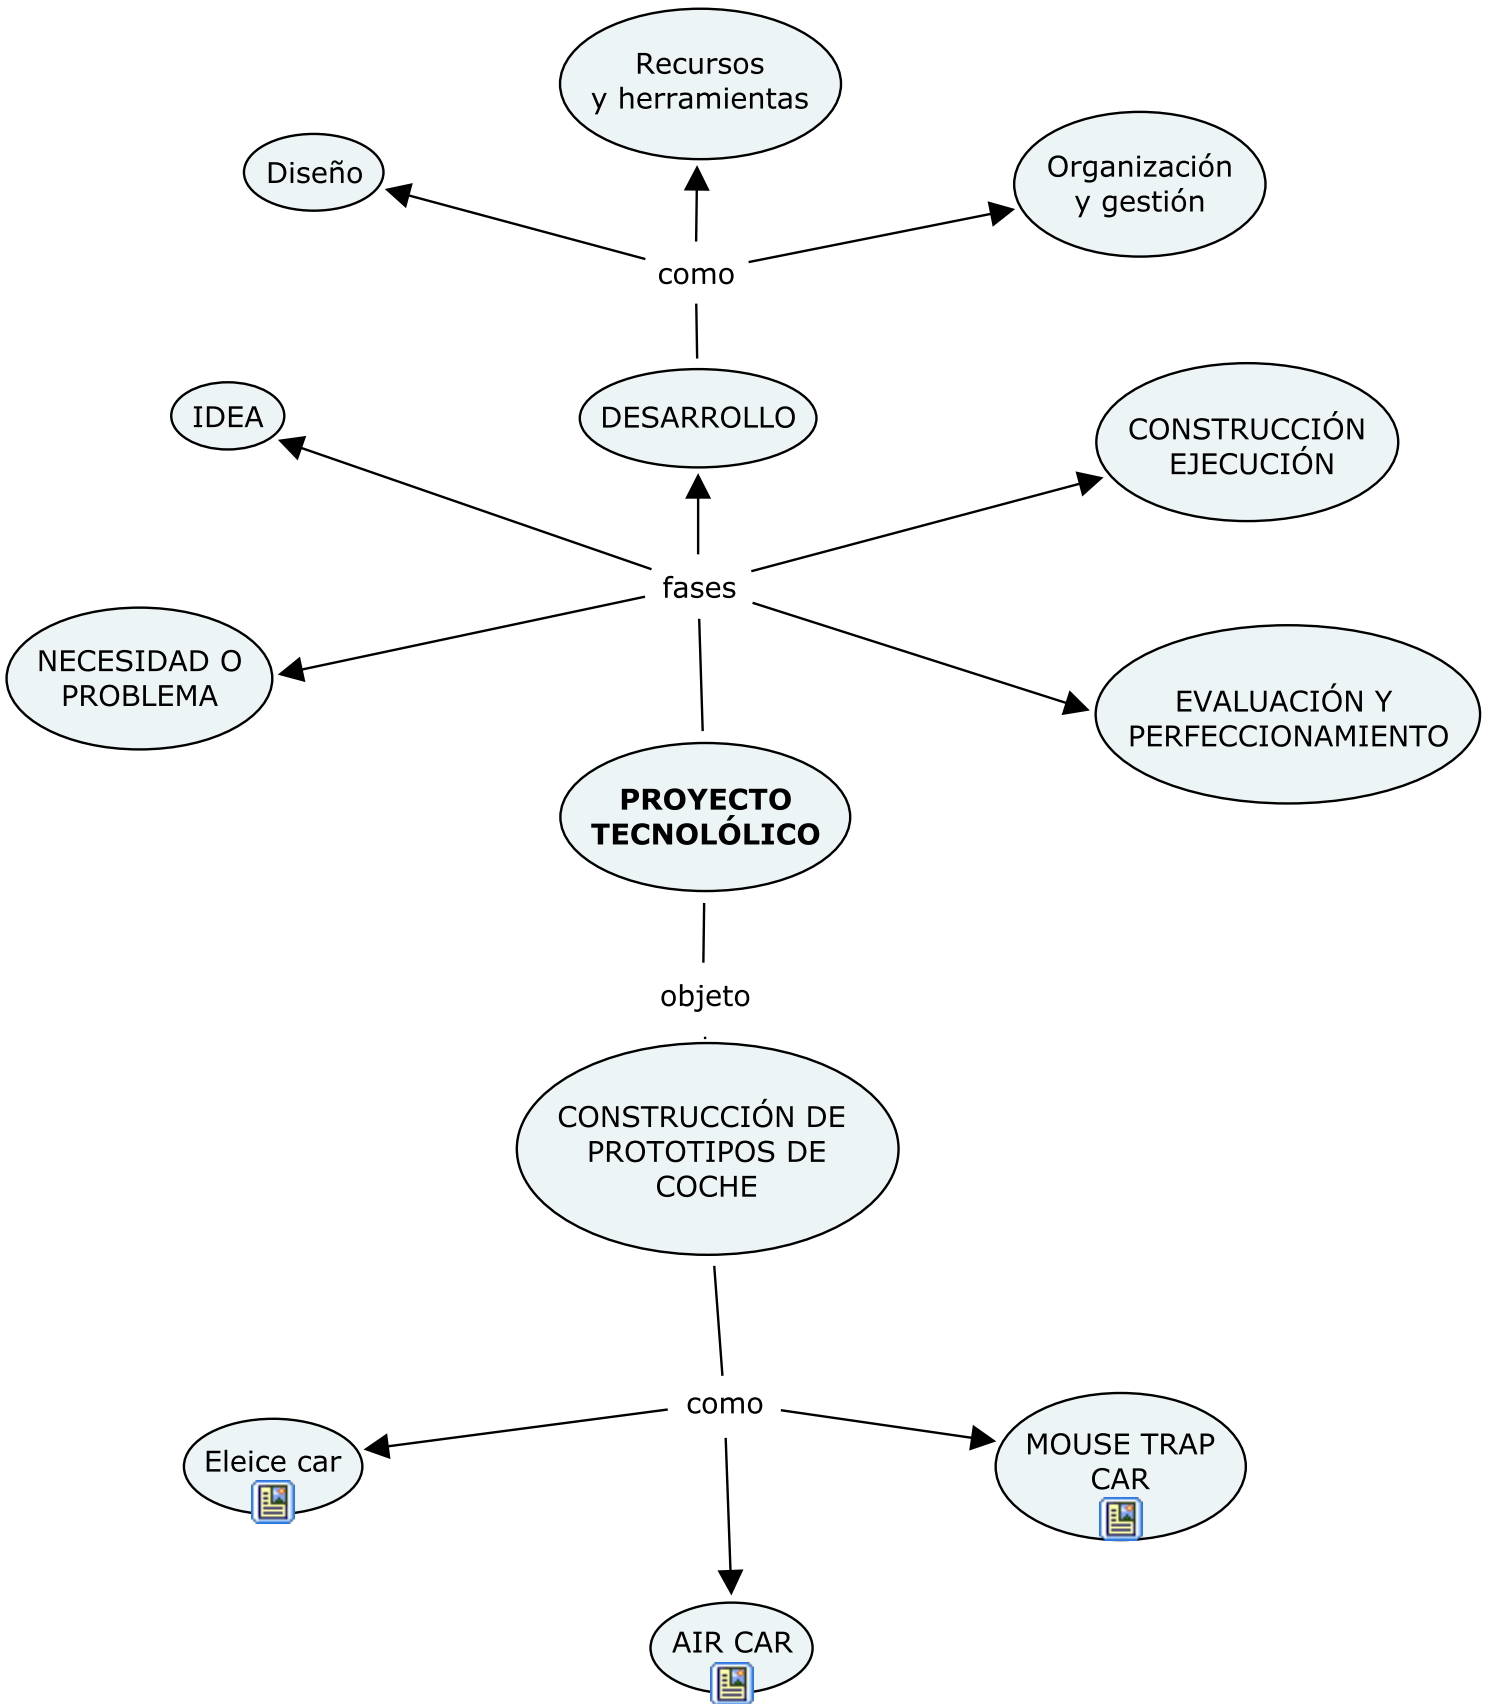 Recursos
y herramientas
Diseño
Organización
y gestión
como
IDEA
DESARROLLO
CONSTRUCCIÓN
EJECUCIÓN
fases
NECESIDAD O
PROBLEMA
EVALUACIÓN Y
PERFECCIONAMIENTO
PROYECTO
TECNOLÓLICO
objeto
CONSTRUCCIÓN DE
PROTOTIPOS DE
COCHE
como
Eleice car
MOUSE TRAP
CAR
AIR CAR